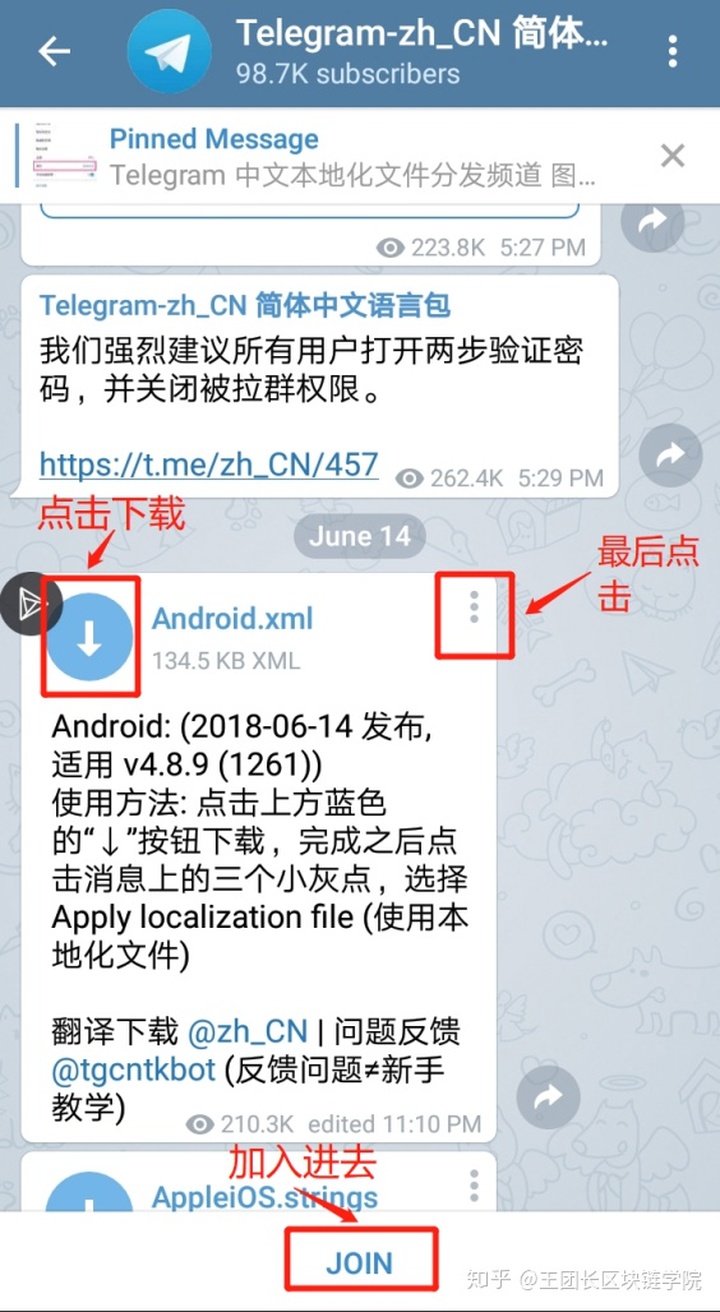 Telegram-zh_CN 简体...
98.7K subscribers
Pinned Message
Telegram 中文本地化文件分发频道 图...
223.8K 5:27 PM
Telegram-zh_CN 简体中文语言包
我们强烈建议所有用户打开两步验证密
码，并关闭被拉群权限。
https://t.me/zh_CN/457
262.4K 5:29 PM
点击下载
June 14
最后点
击
Android.xml
134.5 KB XML
Android: (2018-06-14 发布,
适用 v4.8.9 (1261))
使用方法: 点击上方蓝色
的“↓”按钮下载，完成之后点
击消息上的三个小灰点，选择
Apply localization file (使用本
地化文件)
翻译下载 @zh_CN | 问题反馈
@tgcntkbot (反馈问题≠新手
教学)
210.3K edited 11:10 PM
加入进去
AppleiOS.strings
JOIN
知乎 @王团长区块链学院